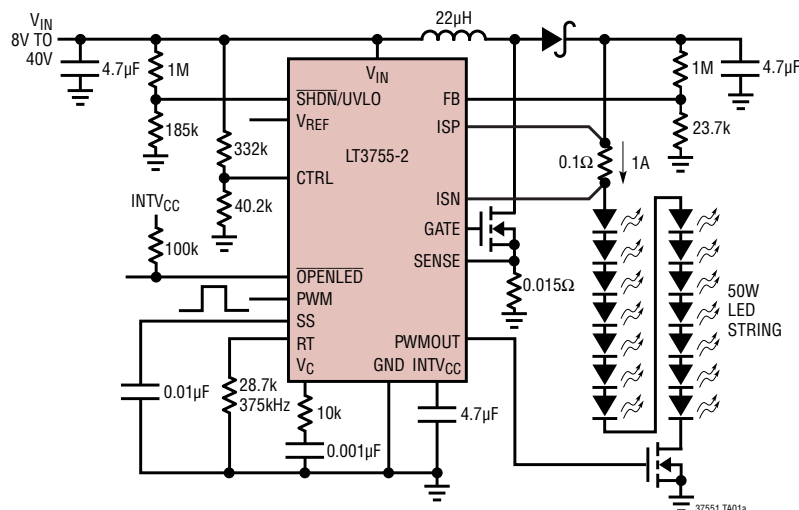 VIN
8V TO
40V
4.7µF
1M
185k
332k
40.2k
INTVCC
100k
22µH
VIN
SHDN/UVLO
VREF
LT3755-2
CTRL
OPENLED
PWM
SS
RT
VC
GND INTVCC
FB
ISP
ISN
GATE
SENSE
PWMOUT
1M
4.7µF
23.7k
0.1Ω
1A
0.015Ω
50W
LED
STRING
0.01µF
28.7k
375kHz
10k
0.001µF
4.7µF
37551 TA01a